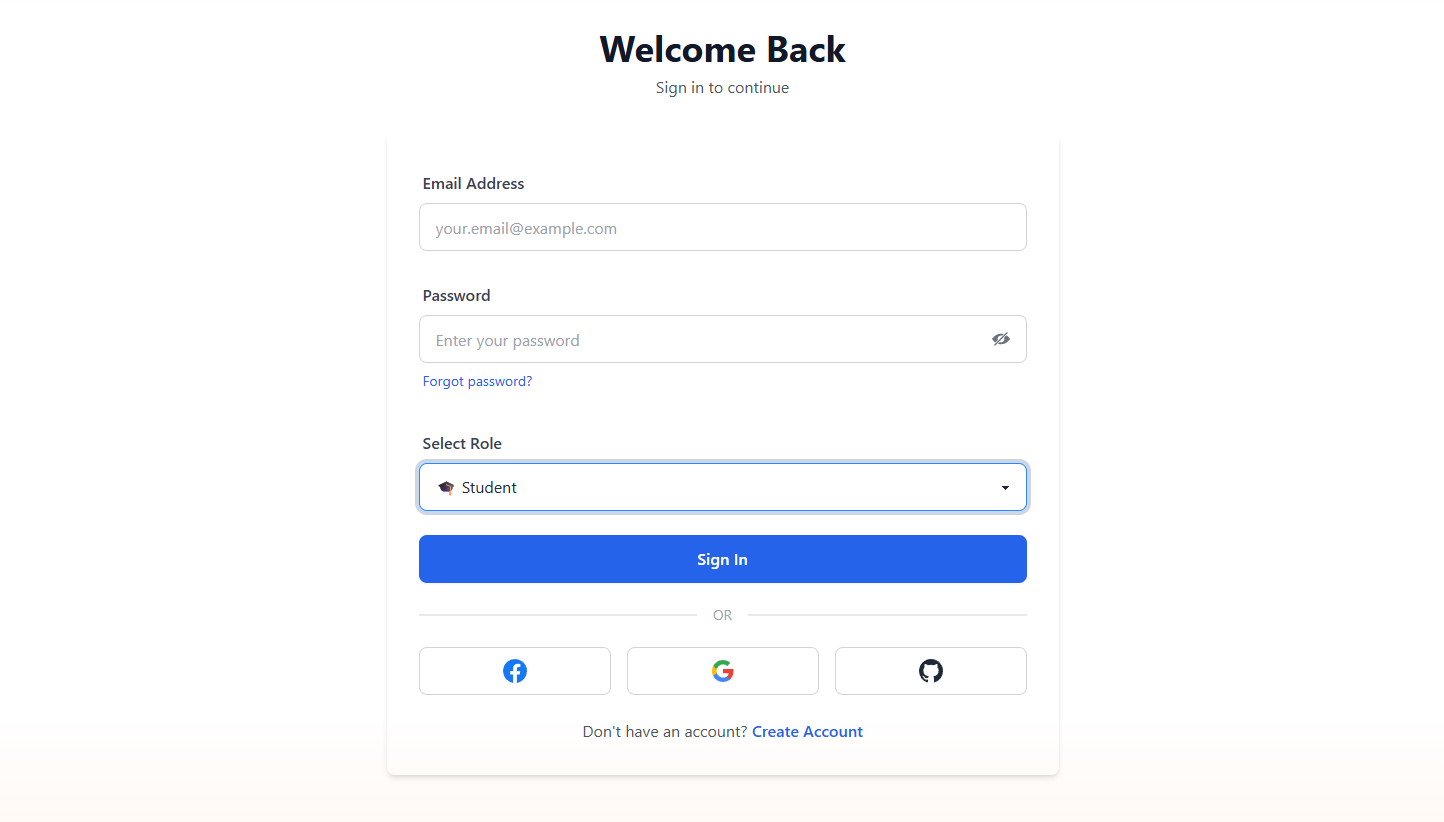 Welcome Back
Sign in to continue
Email Address
your.email@example.com
Password
Enter your password
Forgot password?
Select Role
🎓 Student
Sign In
OR
Don't have an account? Create Account